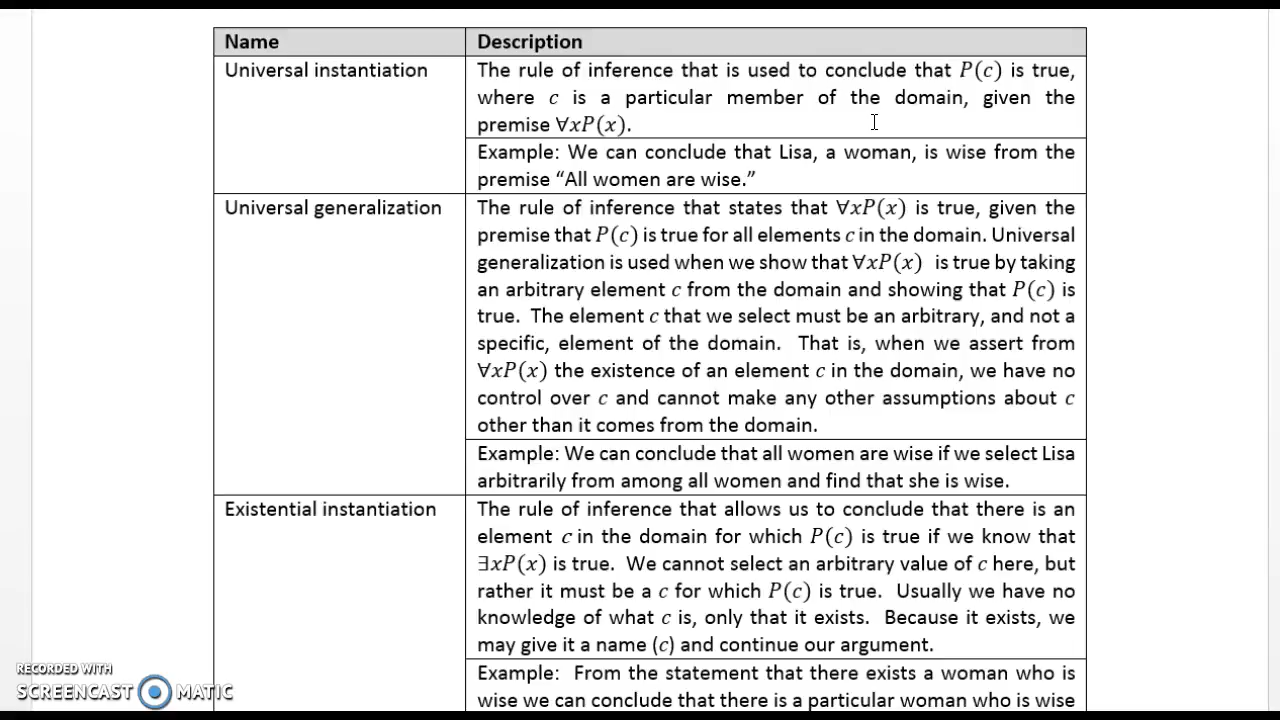 Name Description
Universal instantiation The rule of inference that is used to conclude that P(c) is true,
where c is a particular member of the domain, given the
premise ∀xP(x).
Example: We can conclude that Lisa, a woman, is wise from the
premise “All women are wise.”
Universal generalization The rule of inference that states that ∀xP(x) is true, given the
premise that P(c) is true for all elements c in the domain. Universal
generalization is used when we show that ∀xP(x) is true by taking
an arbitrary element c from the domain and showing that P(c) is
true. The element c that we select must be an arbitrary, and not a
specific, element of the domain. That is, when we assert from
∀xP(x) the existence of an element c in the domain, we have no
control over c and cannot make any other assumptions about c
other than it comes from the domain.
Example: We can conclude that all women are wise if we select Lisa
arbitrarily from among all women and find that she is wise.
Existential instantiation The rule of inference that allows us to conclude that there is an
element c in the domain for which P(c) is true if we know that
∃xP(x) is true. We cannot select an arbitrary value of c here, but
rather it must be a c for which P(c) is true. Usually we have no
knowledge of what c is, only that it exists. Because it exists, we
may give it a name (c) and continue our argument.
Example: From the statement that there exists a woman who is
wise we can conclude that there is a particular woman who is wise
RECORDED WITH
SCREENCAST MATIC